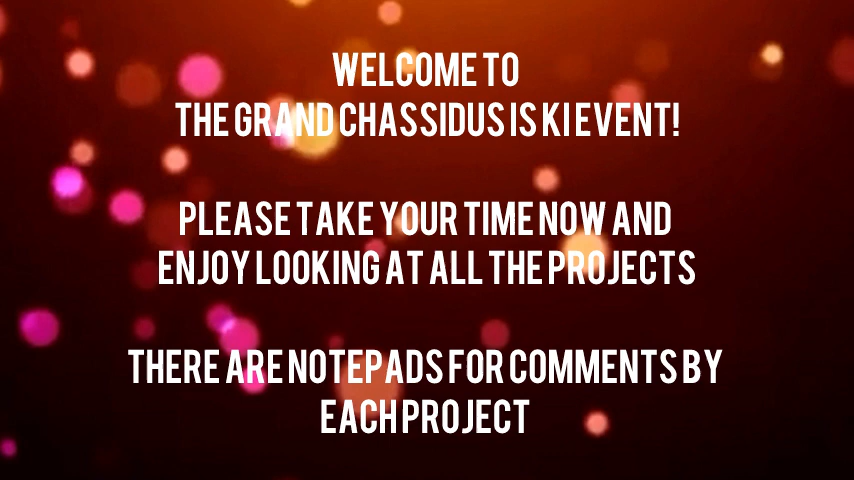 WELCOME TO
THE GRAND CHASSIDUS IS KI EVENT!
PLEASE TAKE YOUR TIME NOW AND
ENJOY LOOKING AT ALL THE PROJECTS
THERE ARE NOTEPADS FOR COMMENTS BY
EACH PROJECT